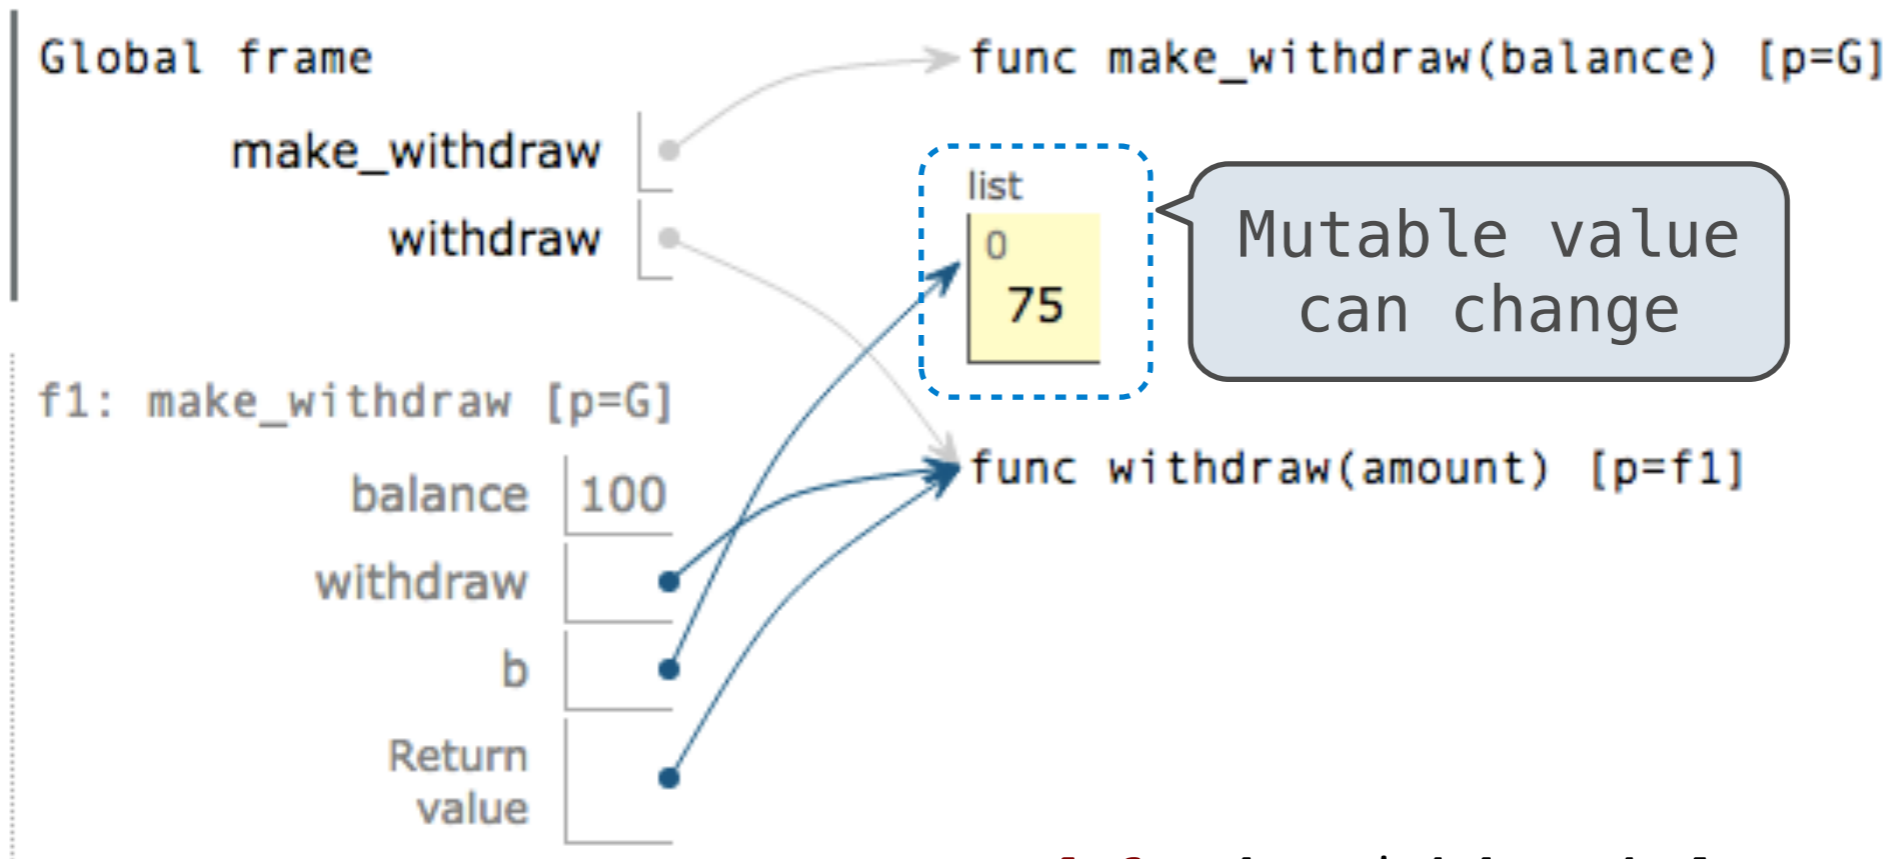 Global frame
func make_withdraw(balance) [p=G]
make_withdraw
withdraw
list
0
75
Mutable value
can change
f1: make_withdraw [p=G]
func withdraw(amount) [p=f1]
balance 100
withdraw
b
Return
value